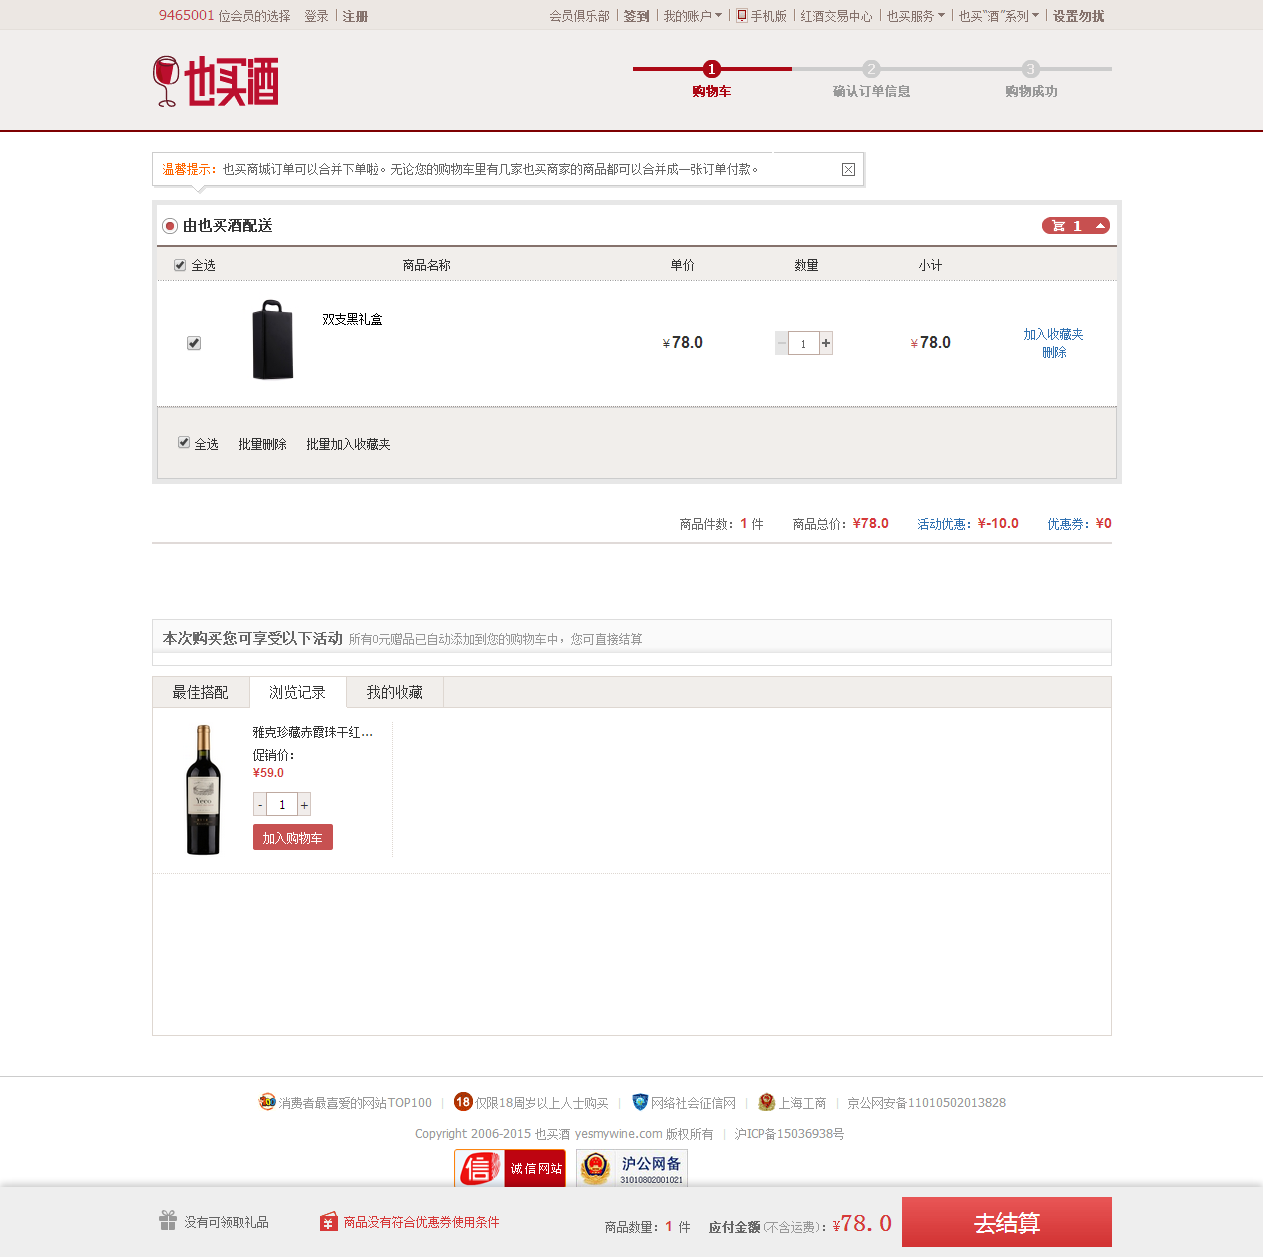 9465001 位会员的选择 登录 注册 会员俱乐部 签到 我的账户 手机版 红酒交易中心 也买服务 也买“酒”系列 设置勿扰
也买酒
1 2 3
购物车 确认订单信息 购物成功
温馨提示：也买商城订单可以合并下单啦。无论您的购物车里有几家也买商家的商品都可以合并成一张订单付款。
由也买酒配送 1
全选 商品名称 单价 数量 小计
双支黑礼盒
¥78.0 － 1 + ¥78.0 加入收藏夹
删除
全选 批量删除 批量加入收藏夹
商品件数：1 件 商品总价：¥78.0 活动优惠：¥-10.0 优惠券：¥0
本次购买您可享受以下活动 所有0元赠品已自动添加到您的购物车中，您可直接结算
最佳搭配 浏览记录 我的收藏
雅克珍藏赤霞珠干红...
促销价：
¥59.0
- 1 +
加入购物车
消费者最喜爱的网站TOP100 18 仅限18周岁以上人士购买 网络社会征信网 上海工商 京公网安备11010502013828
Copyright 2006-2015 也买酒 yesmywine.com 版权所有 沪ICP备15036938号
信 诚信网站 沪公网备
31010802001021
没有可领取礼品 商品没有符合优惠券使用条件 商品数量：1 件 应付金额(不含运费)：¥78.0 去结算